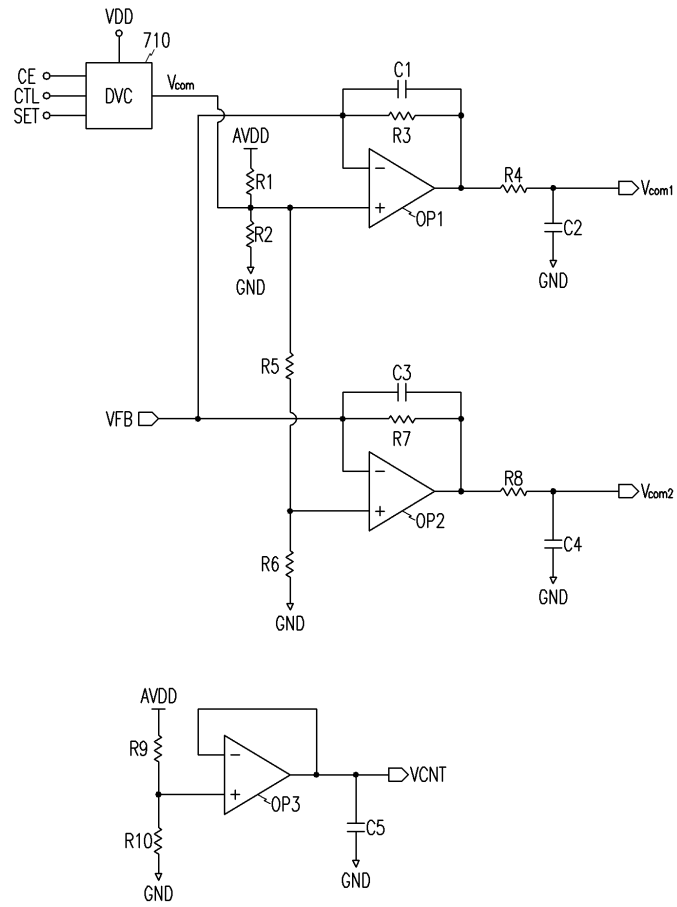 VDD
710
CE
CTL
SET
DVC
Vcom
C1
R3
AVDD
R1
R2
GND
−
+
OP1
R4
Vcom1
C2
GND
R5
C3
R7
VFB
−
+
OP2
R8
Vcom2
C4
GND
R6
GND
AVDD
R9
−
+
OP3
VCNT
R10
C5
GND
GND